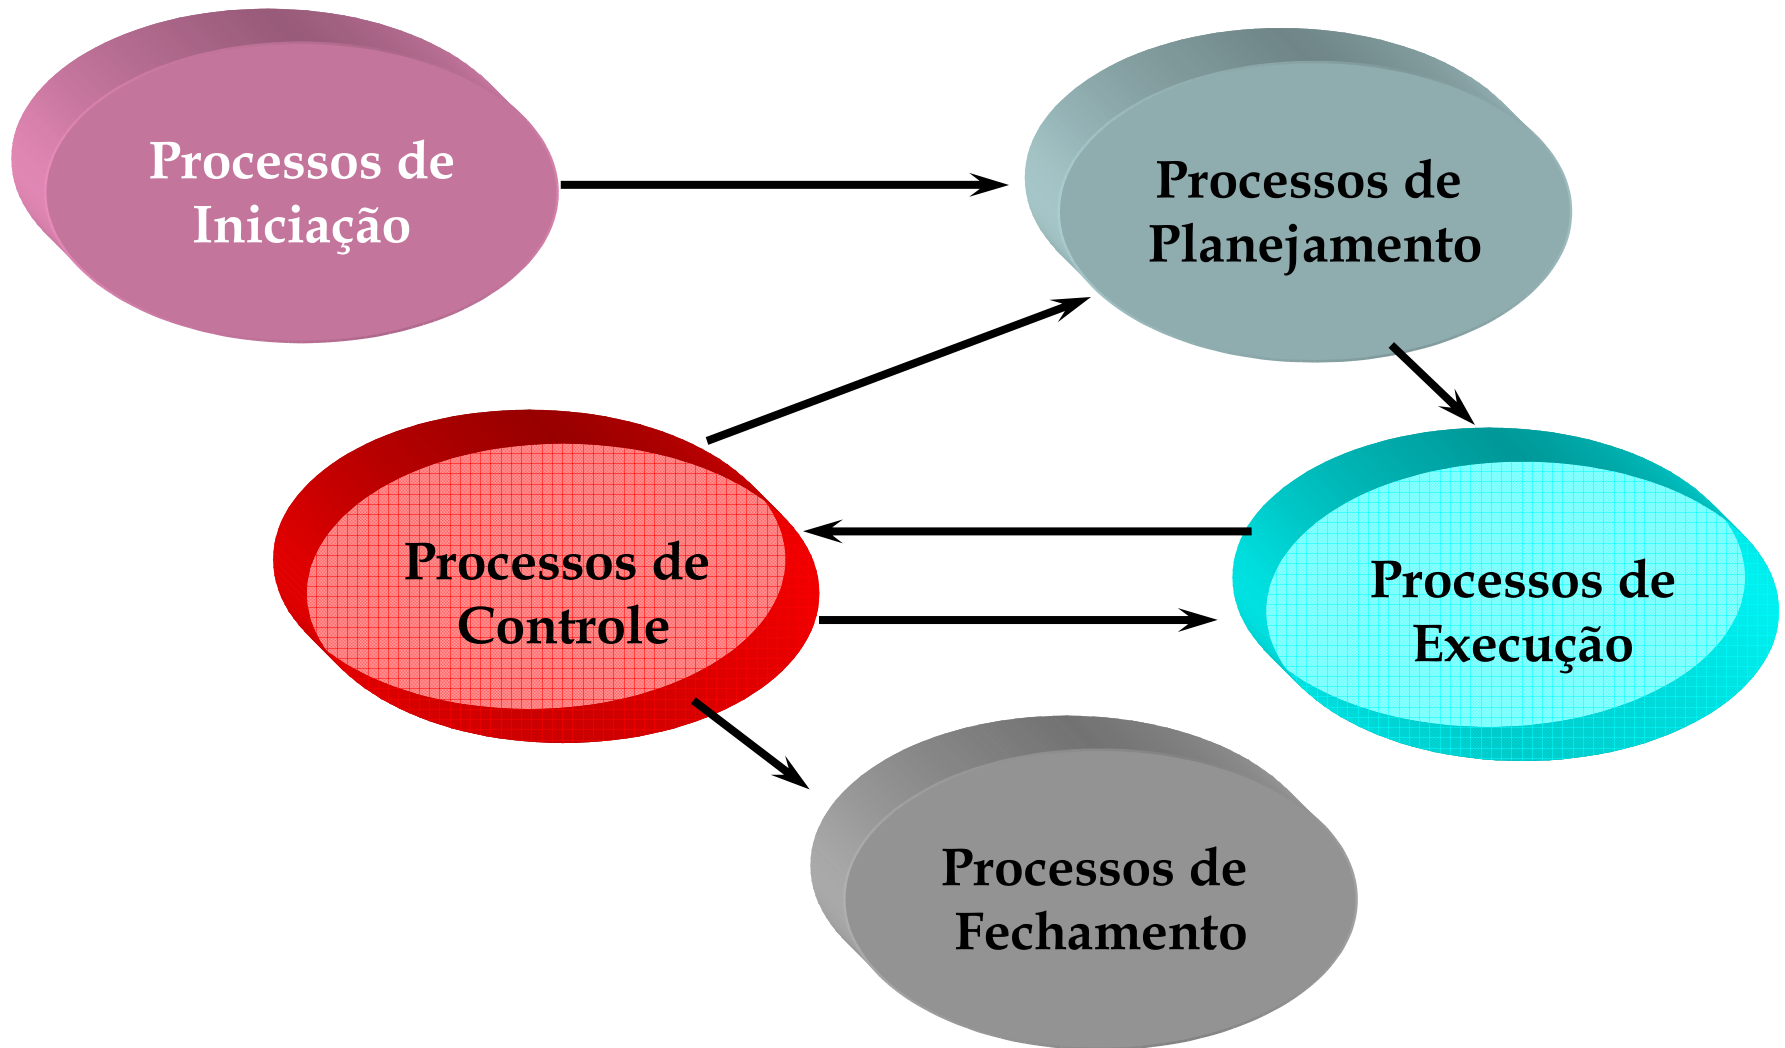 Processos de
Iniciação
Processos de
Planejamento
Processos de
Controle
Processos de
Execução
Processos de
Fechamento